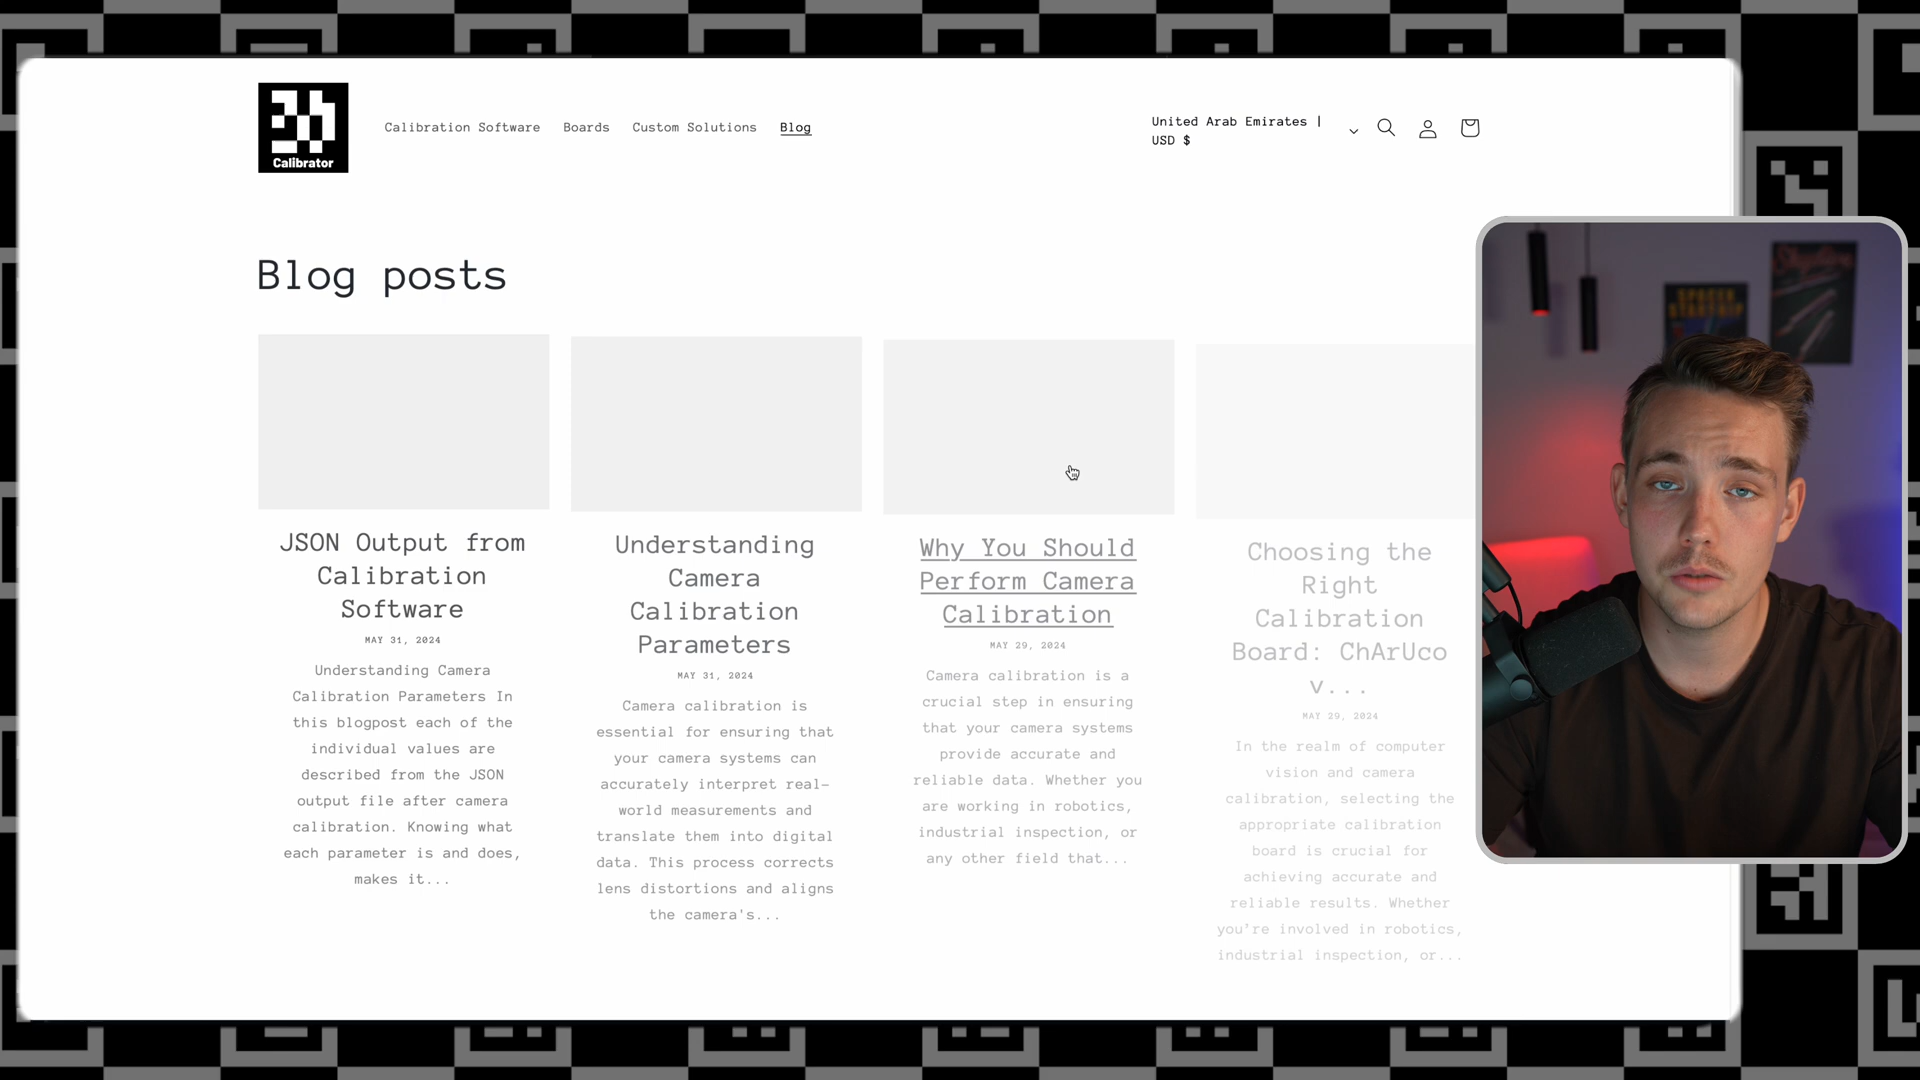 Calibrator
Calibration Software
Boards
Custom Solutions
Blog
United Arab Emirates |
USD $
Blog posts
JSON Output from
Calibration
Software
MAY 31, 2024
Understanding Camera
Calibration Parameters In
this blogpost each of the
individual values are
described from the JSON
output file after camera
calibration. Knowing what
each parameter is and does,
makes it...
Understanding
Camera
Calibration
Parameters
MAY 31, 2024
Camera calibration is
essential for ensuring that
your camera systems can
accurately interpret real-
world measurements and
translate them into digital
data. This process corrects
lens distortions and aligns
the camera's...
Why You Should
Perform Camera
Calibration
MAY 29, 2024
Camera calibration is a
crucial step in ensuring
that your camera systems
provide accurate and
reliable data. Whether you
are working in robotics,
industrial inspection, or
any other field that...
Choosing the
Right
Calibration
Board: ChArUco
v...
MAY 29, 2024
In the realm of computer
vision and camera
calibration, selecting the
appropriate calibration
board is crucial for
achieving accurate and
reliable results. Whether
you're involved in robotics,
industrial inspection, or...